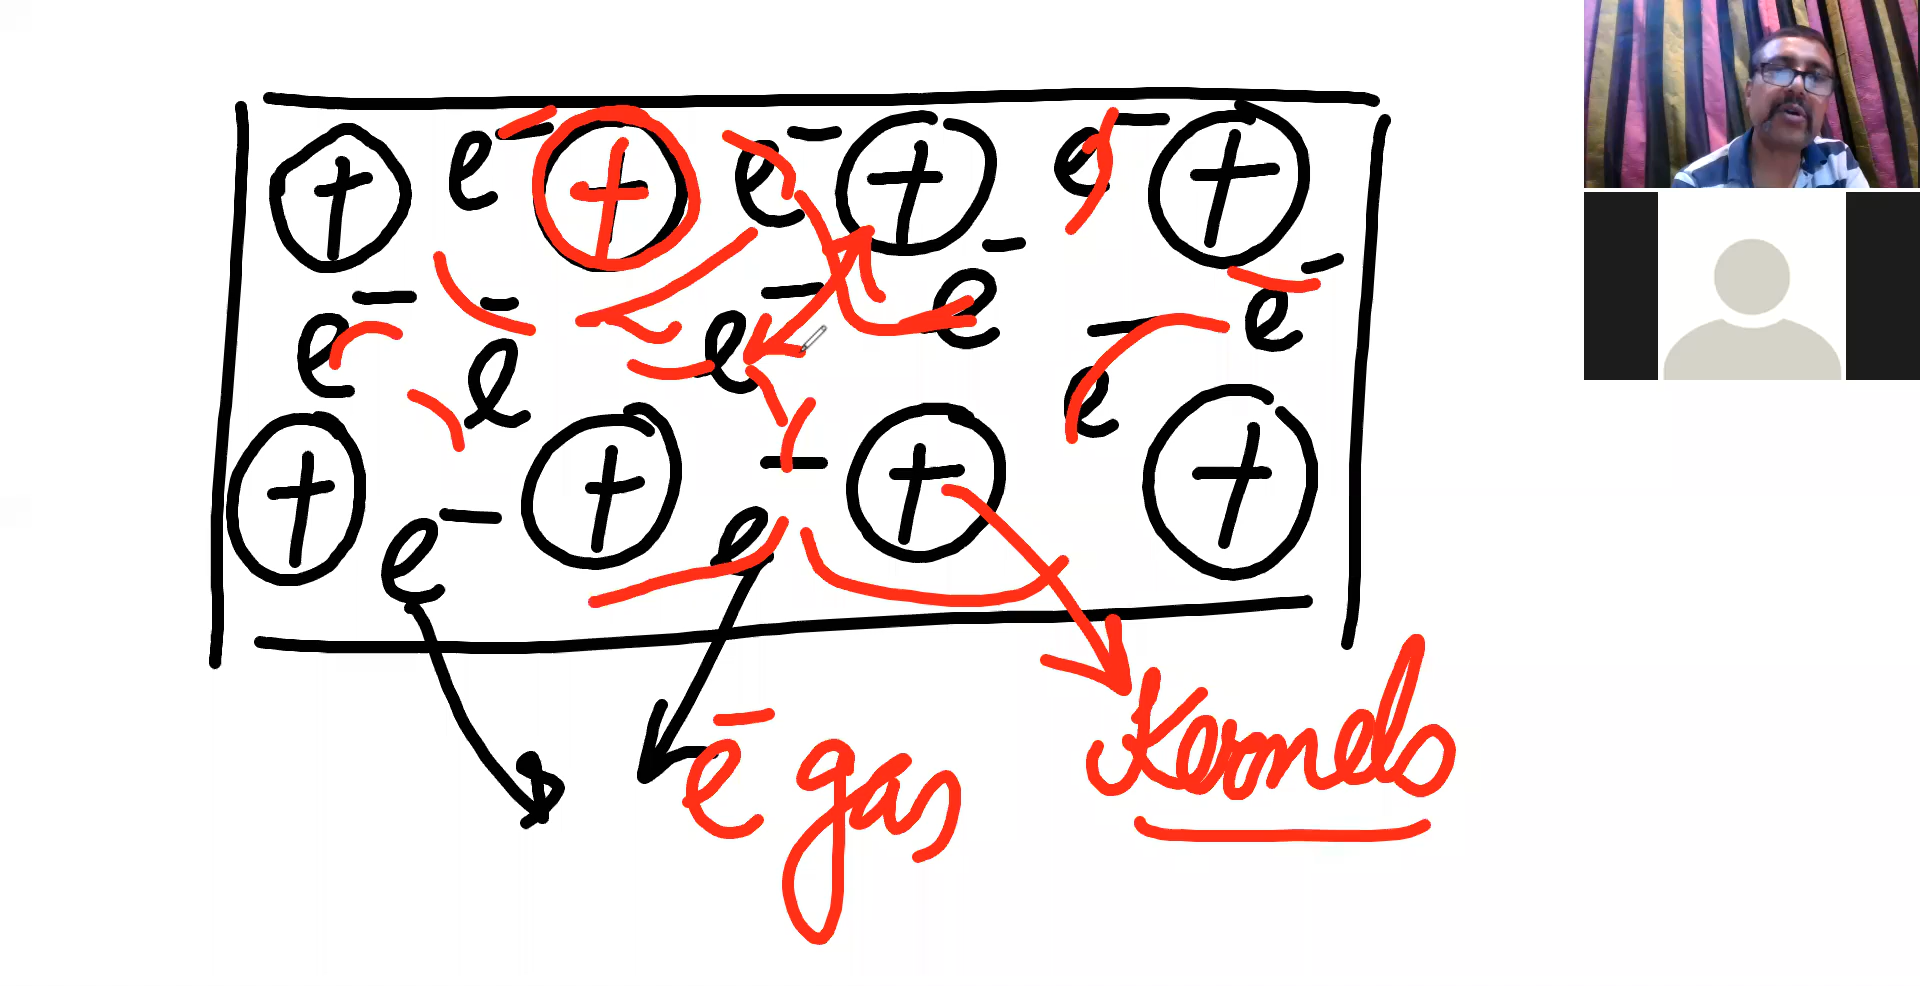 + e⁻ + e⁻ + e⁻ +
e⁻ e⁻ e⁻ e⁻ e⁻ e⁻
+ e⁻ + e⁻ + +
e⁻ gas
Kernels